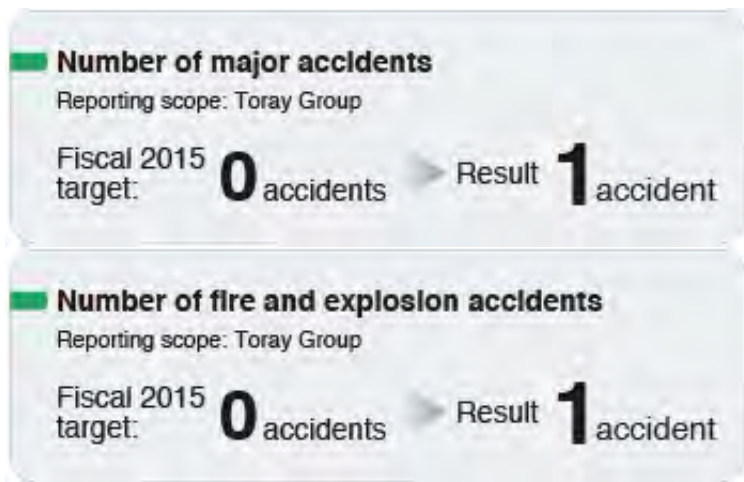 Number of major accidents
Reporting scope: Toray Group
Fiscal 2015 target: 0 accidents Result 1 accident
Number of fire and explosion accidents
Reporting scope: Toray Group
Fiscal 2015 target: 0 accidents Result 1 accident